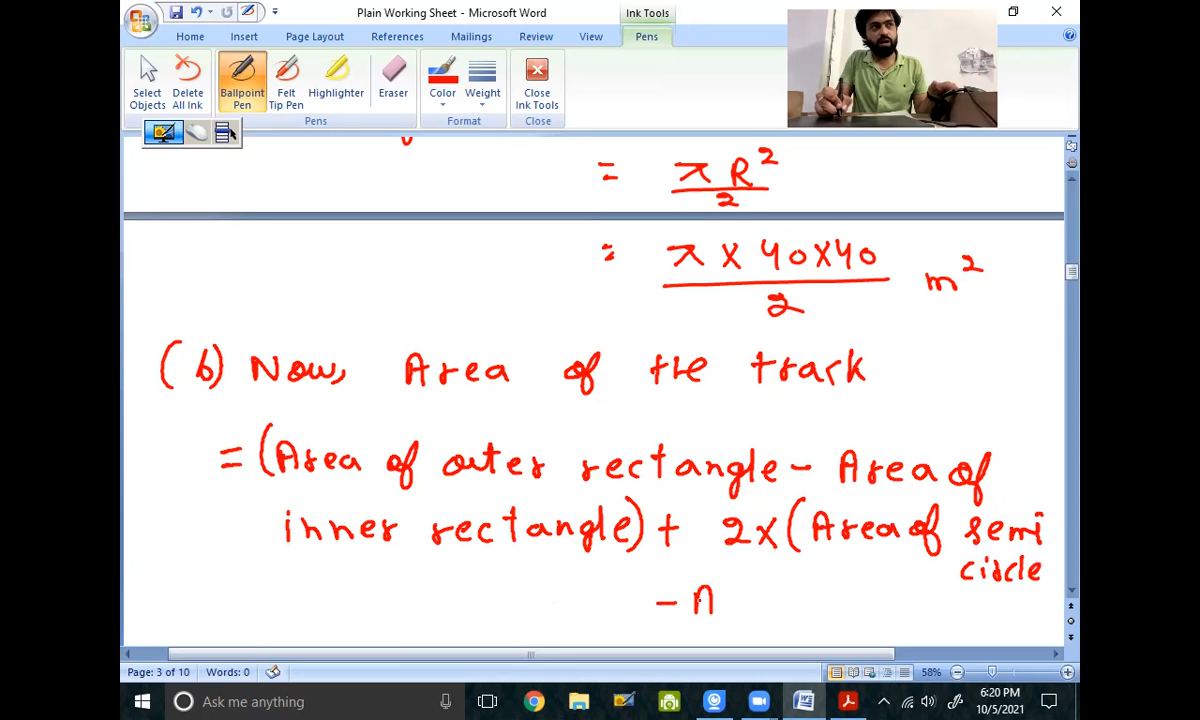 Plain Working Sheet - Microsoft Word
Ink Tools
Home Insert Page Layout References Mailings Review View Pens
Select Objects
Delete All Ink
Ballpoint Pen
Felt Tip Pen
Highlighter
Eraser
Color
Weight
Close Ink Tools
Pens
Format
Close
= π R²
2
= π × 40×40 m²
2
(b) Now, Area of the track
= (Area of outer rectangle - Area of
inner rectangle) + 2×(Area of semi
circle
- A
Page: 3 of 10 Words: 0 58%
Ask me anything
6:20 PM
10/5/2021